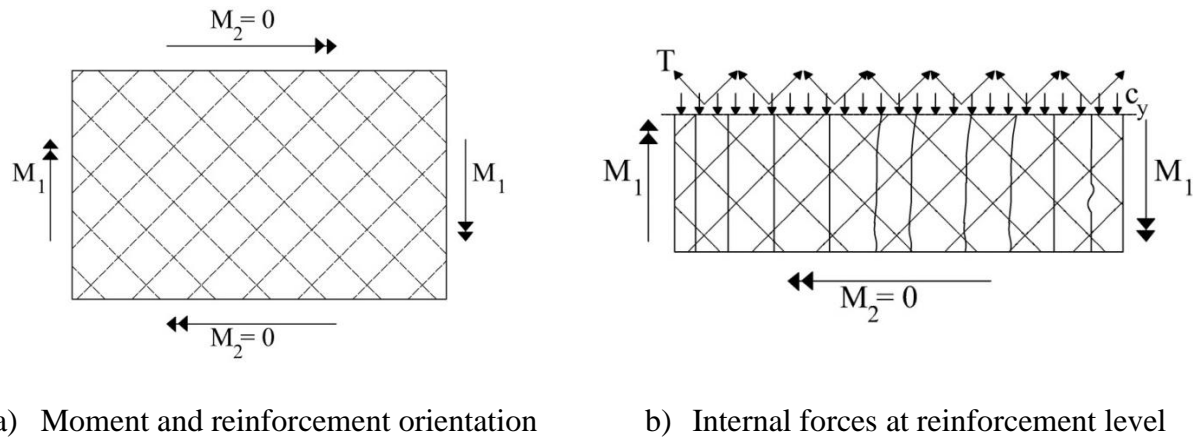 M₂= 0
M₁
M₁
M₂= 0
T
c_y
M₁
M₁
M₂= 0
a) Moment and reinforcement orientation
b) Internal forces at reinforcement level